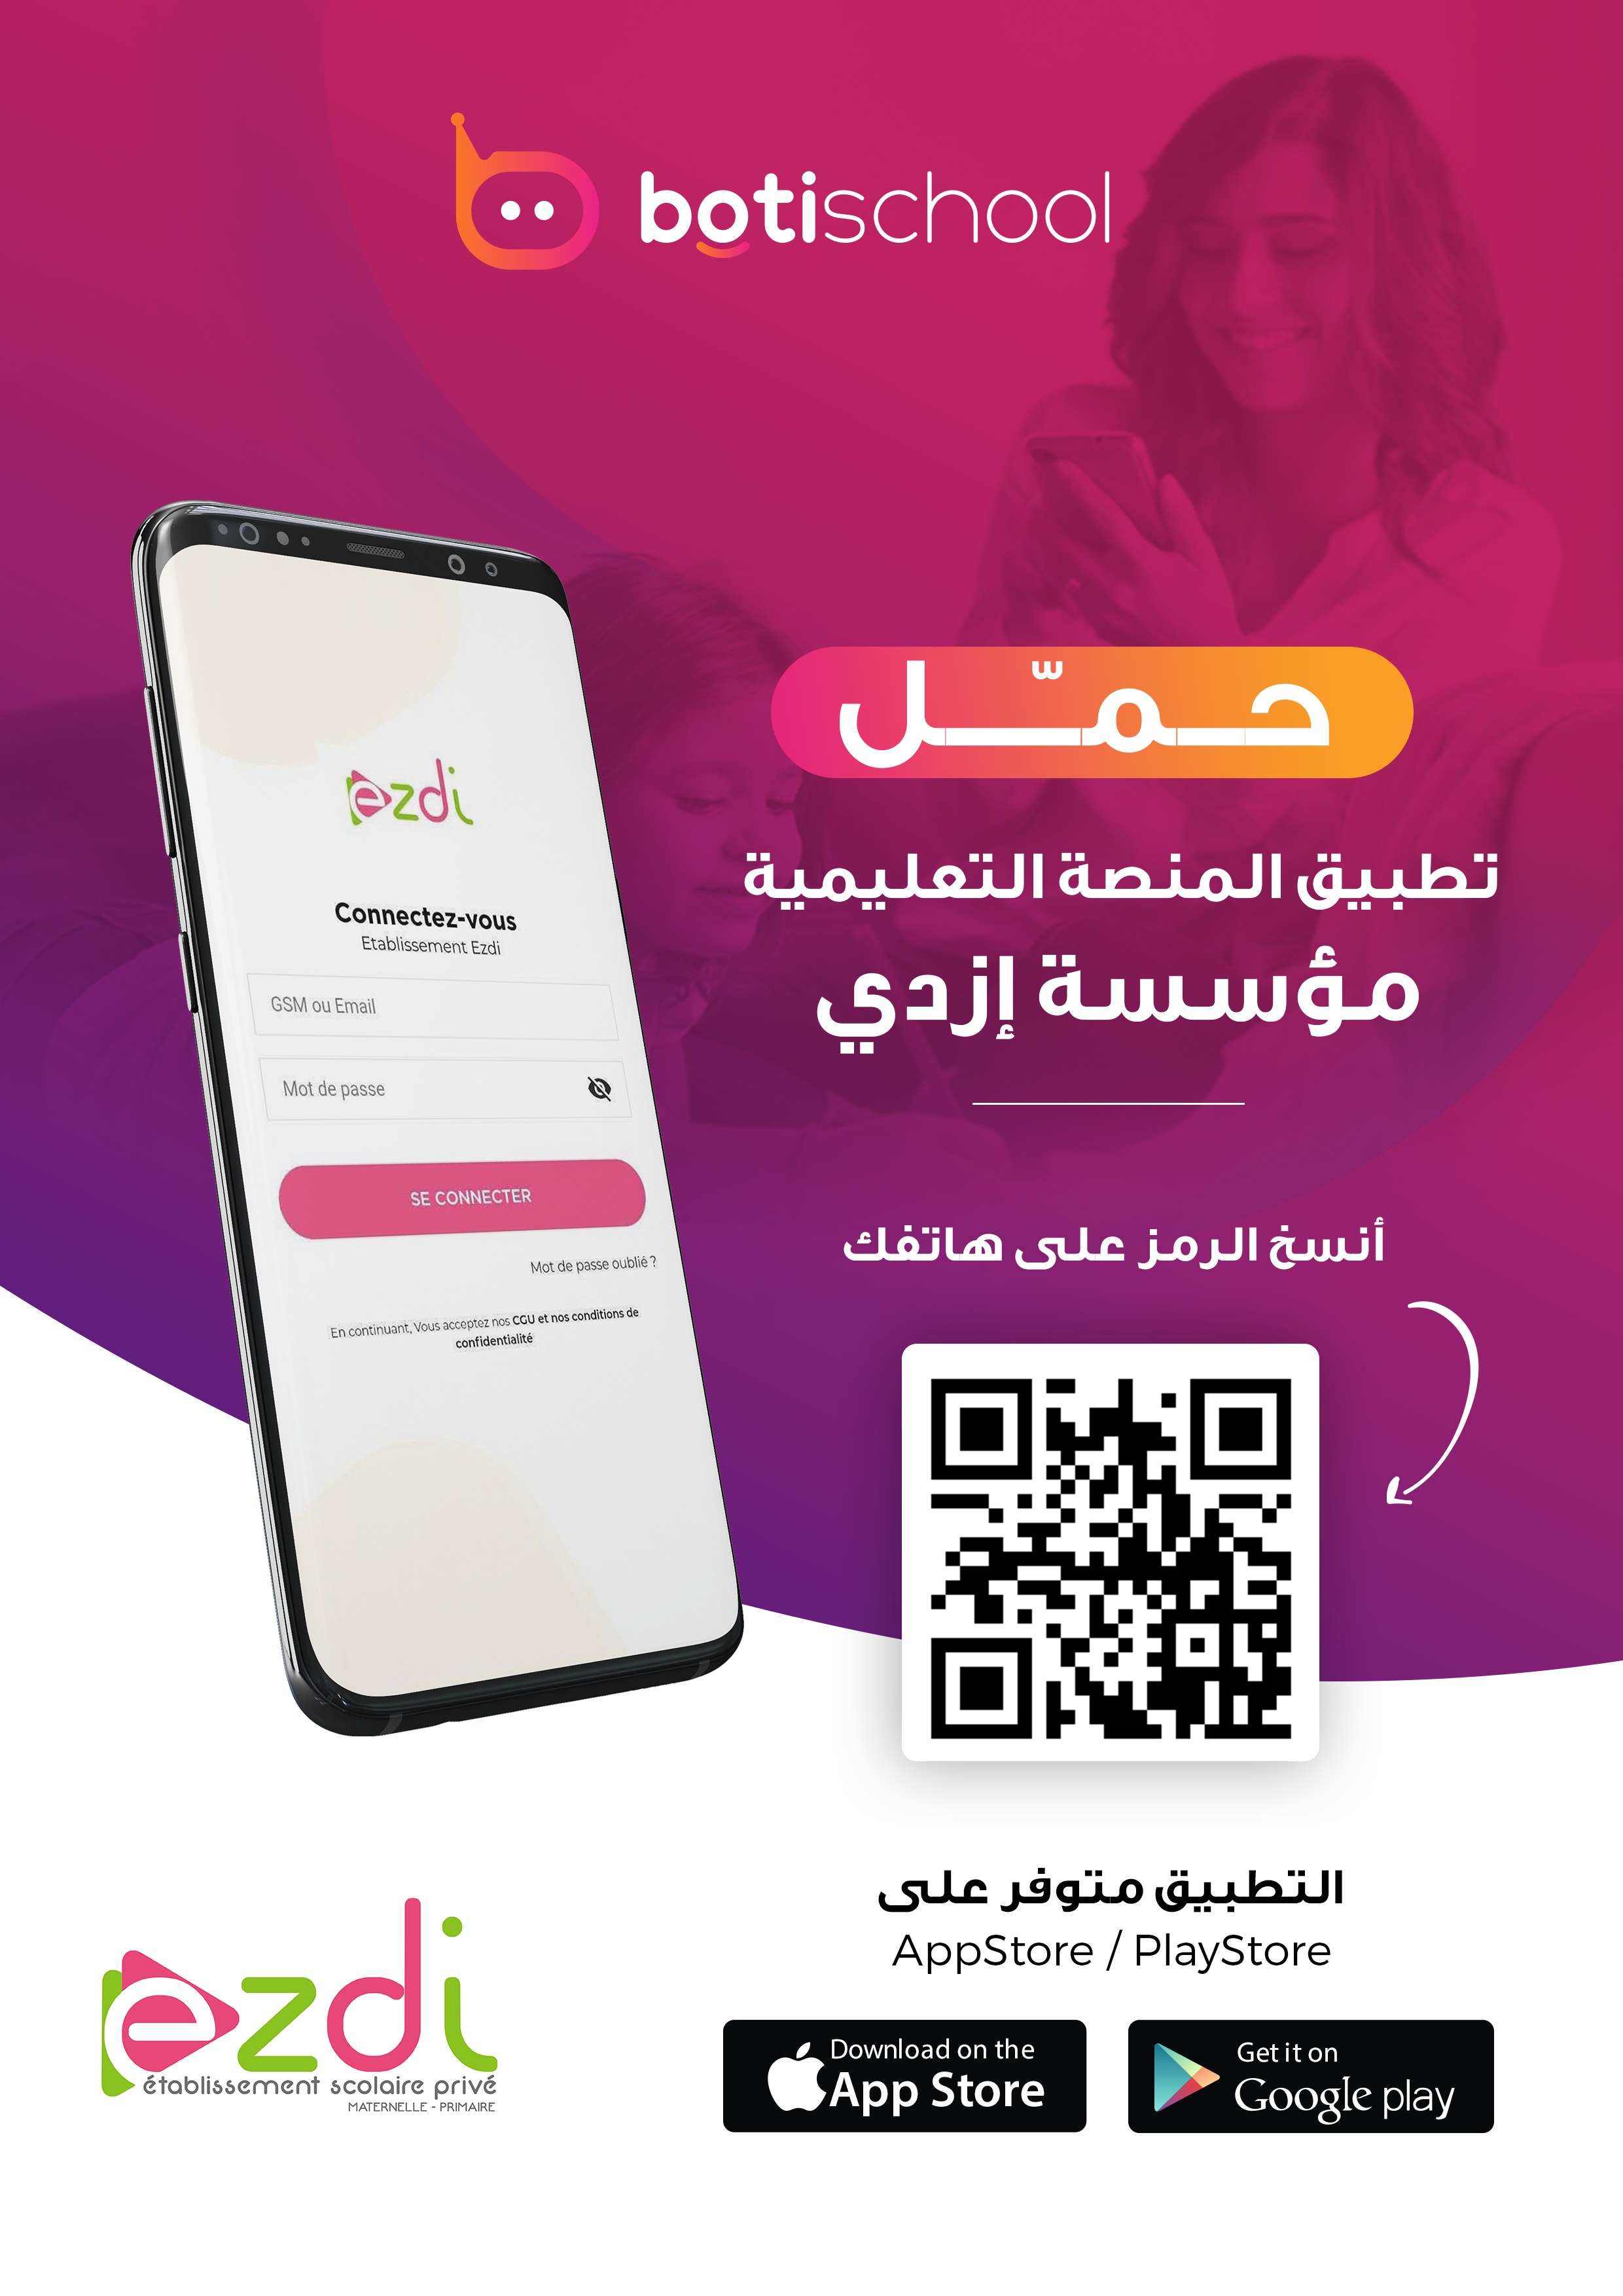 botischool
حمّل
تطبيق المنصة التعليمية
مؤسسة إزدي
ezdi
Connectez-vous
Etablissement Ezdi
GSM ou Email
Mot de passe
SE CONNECTER
Mot de passe oublié ?
En continuant, Vous acceptez nos CGU et nos conditions de
confidentialité
أنسخ الرمز على هاتفك
التطبيق متوفر على
AppStore / PlayStore
Download on the
App Store
Get it on
Google play
ezdi
établissement scolaire privé
MATERNELLE - PRIMAIRE